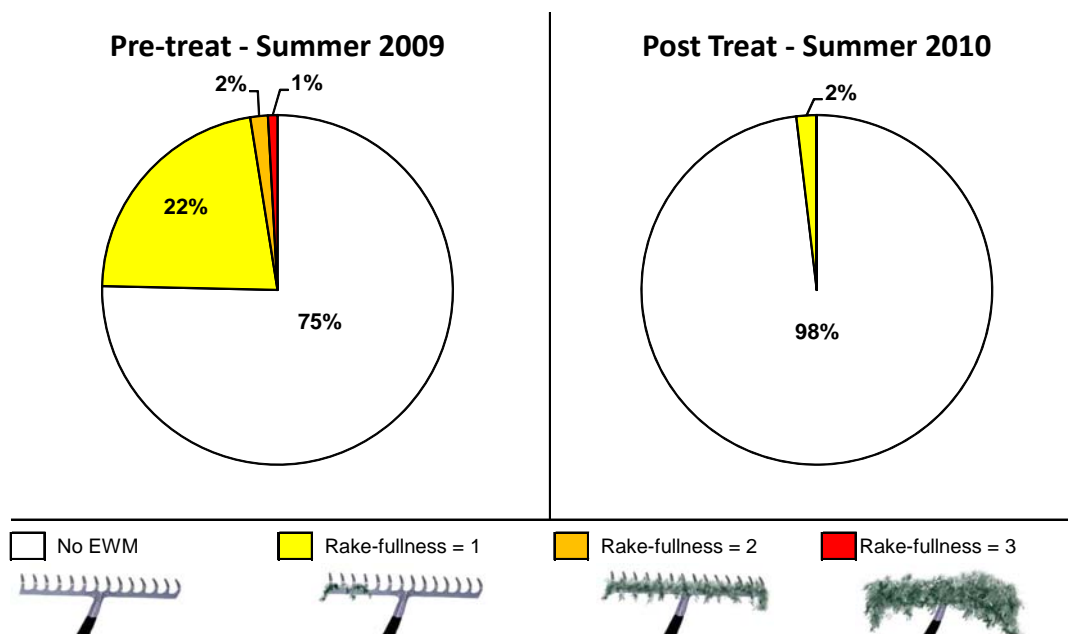 Pre-treat - Summer 2009
2%
1%
22%
75%
Post Treat - Summer 2010
2%
98%
No EWM
Rake-fullness = 1
Rake-fullness = 2
Rake-fullness = 3